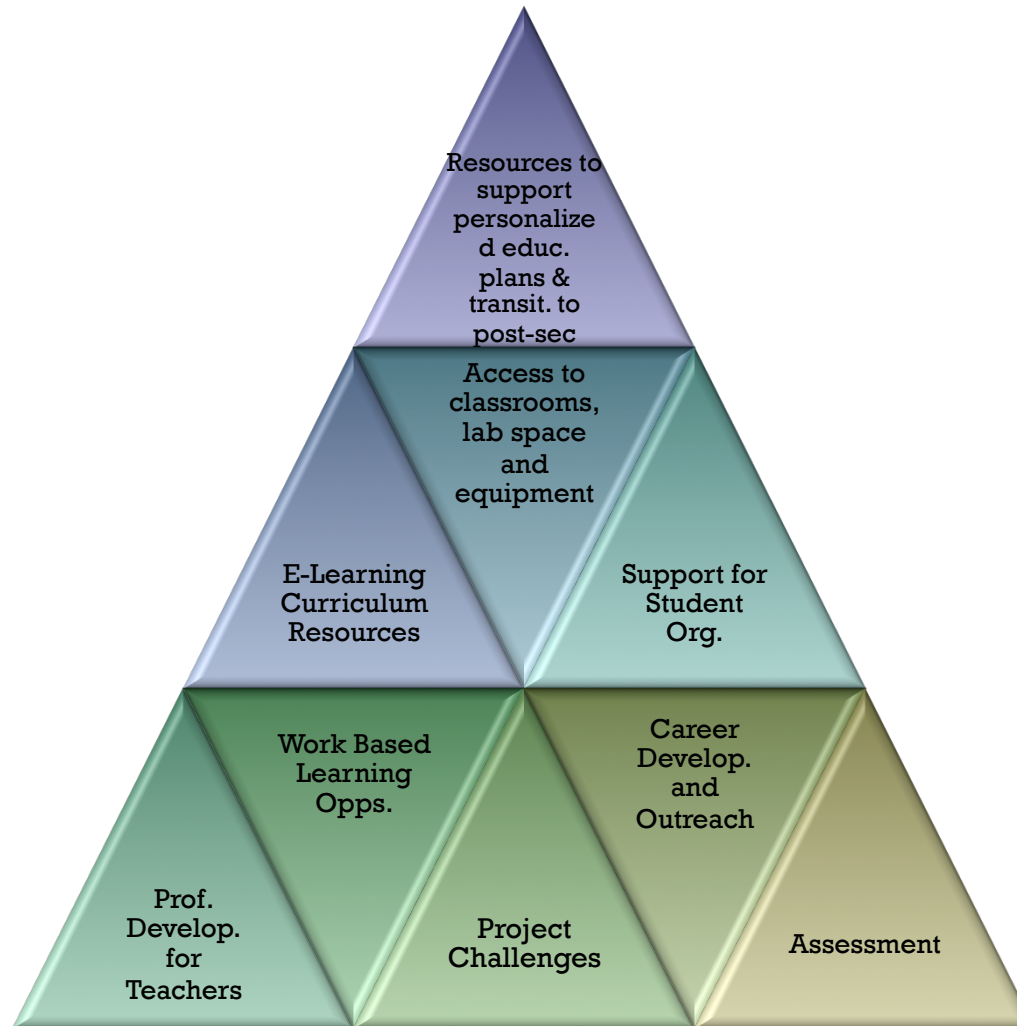 Resources to
support
personalize
d educ.
plans &
transit. to
post-sec
Access to
classrooms,
lab space
and
equipment
E-Learning
Curriculum
Resources
Support for
Student
Org.
Prof.
Develop.
for
Teachers
Work Based
Learning
Opps.
Project
Challenges
Career
Develop.
and
Outreach
Assessment